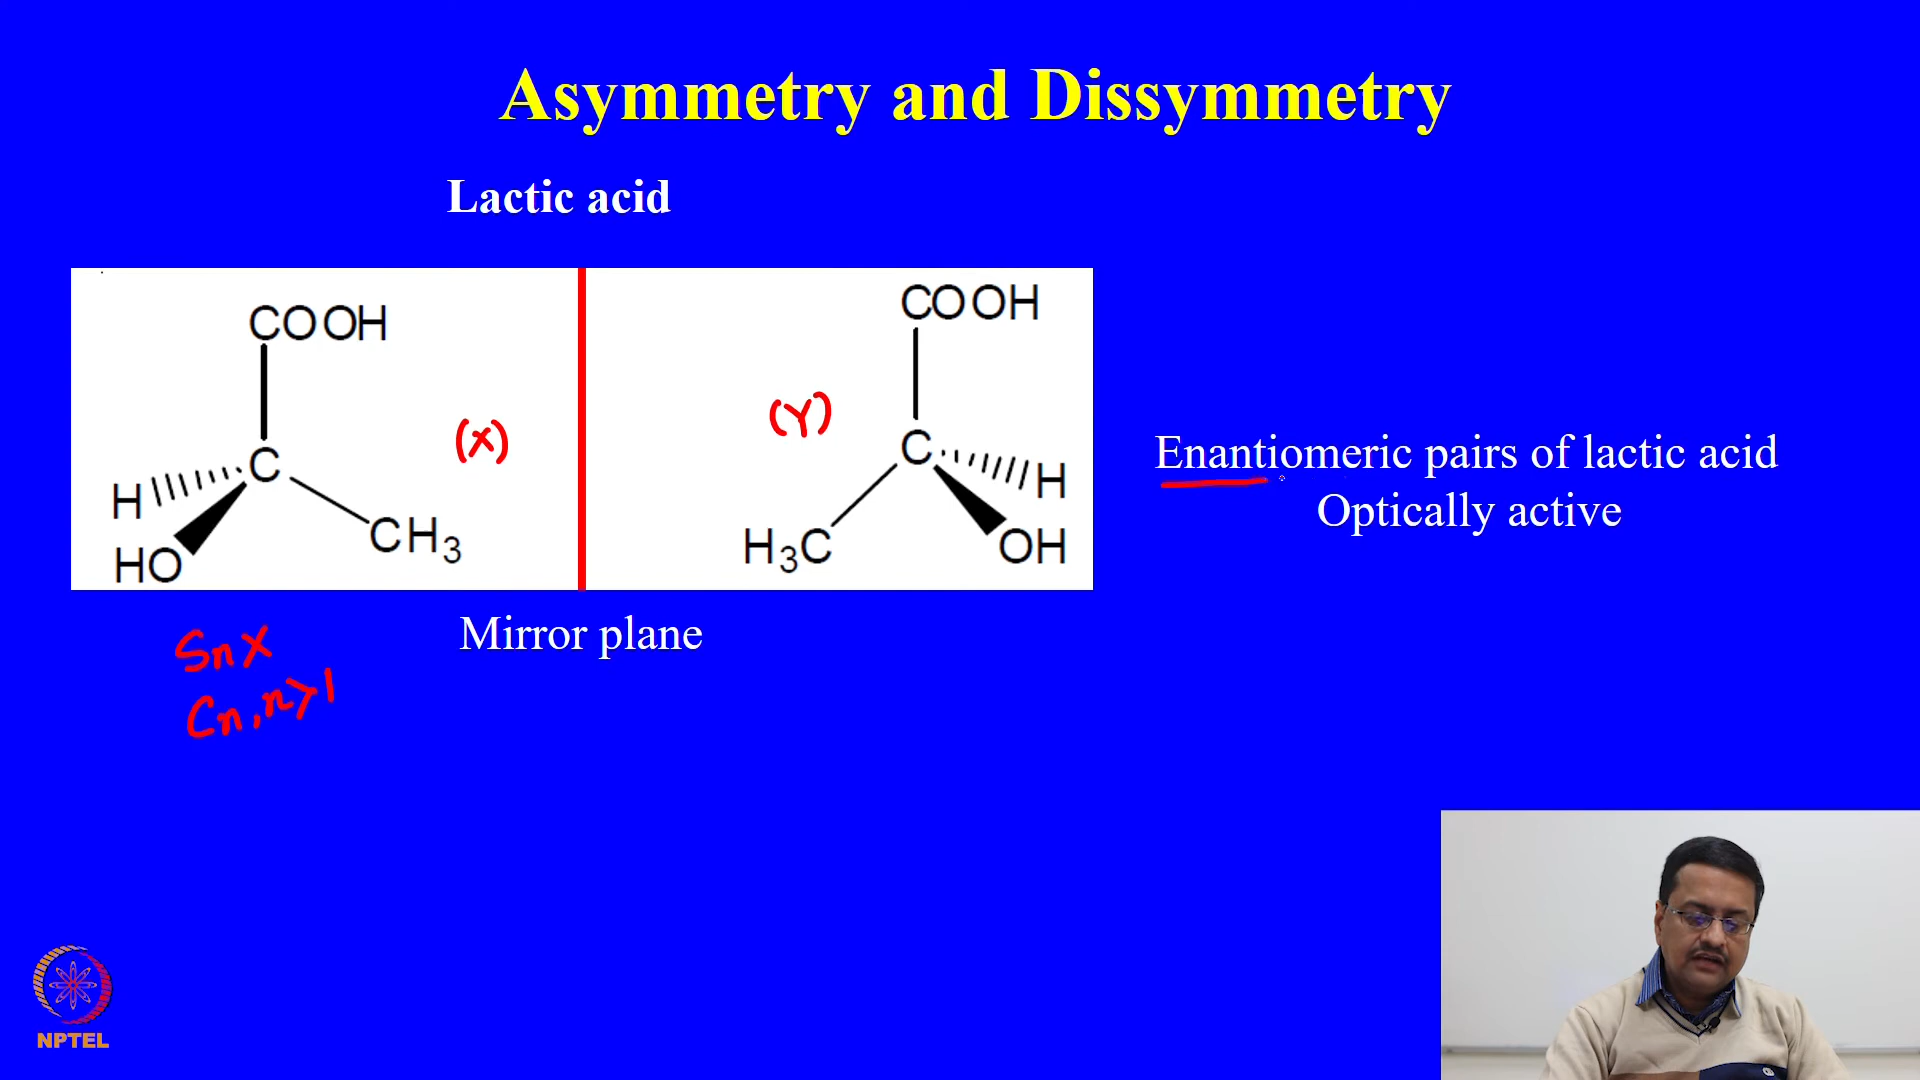 Asymmetry and Dissymmetry
Lactic acid
COOH
C
H
HO
CH3
(X)
(Y)
COOH
C
H
OH
H3C
Mirror plane
Sn X
Cn, n>1
Enantiomeric pairs of lactic acid
Optically active
NPTEL